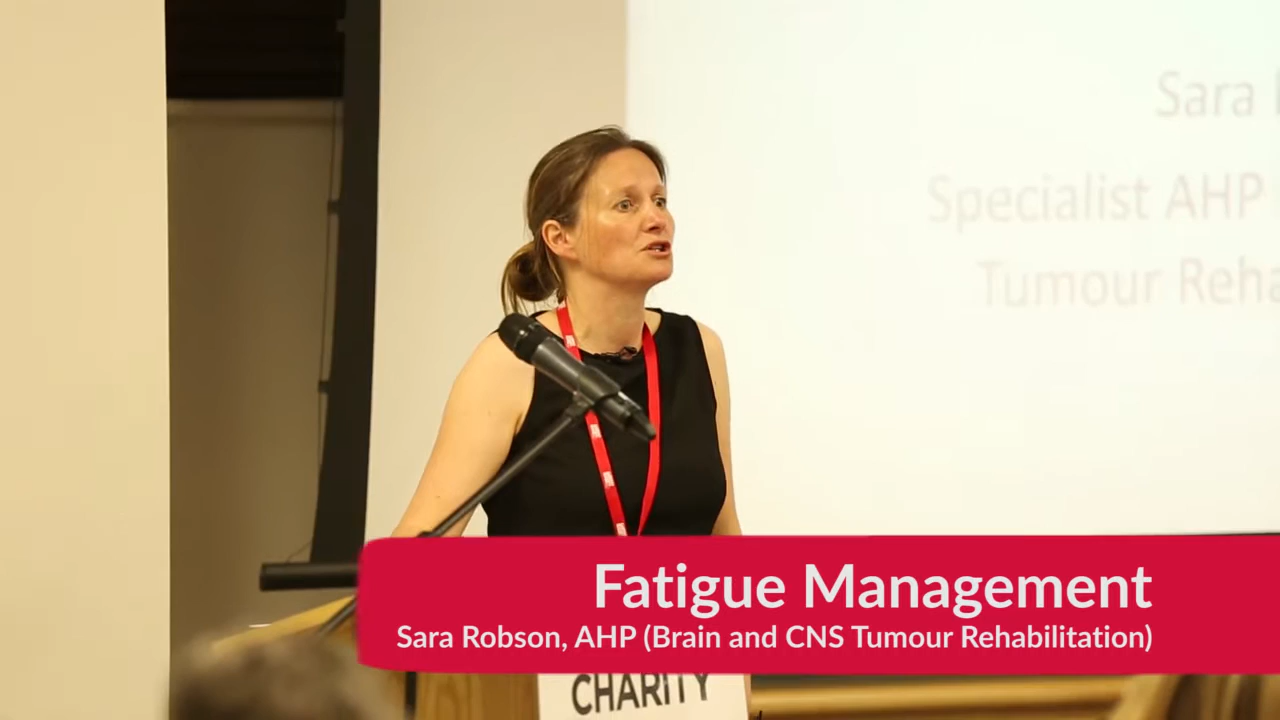 Sara
Specialist AHP
Tumour Reha
Fatigue Management
Sara Robson, AHP (Brain and CNS Tumour Rehabilitation)
CHARITY